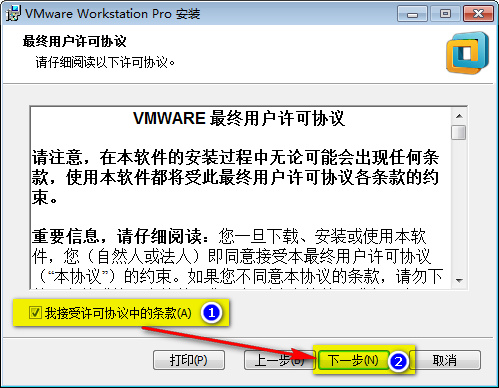 VMware Workstation Pro 安装
最终用户许可协议
请仔细阅读以下许可协议。
VMWARE 最终用户许可协议
请注意，在本软件的安装过程中无论可能会出现任何条
款，使用本软件都将受此最终用户许可协议各条款的约
束。
重要信息，请仔细阅读：您一旦下载、安装或使用本软
件，您（自然人或法人）即同意接受本最终用户许可协议
（“本协议”）的约束。如果您不同意本协议的条款，请勿下
我接受许可协议中的条款(A) 1
打印(P) 上一步(B) 下一步(N) 2 取消